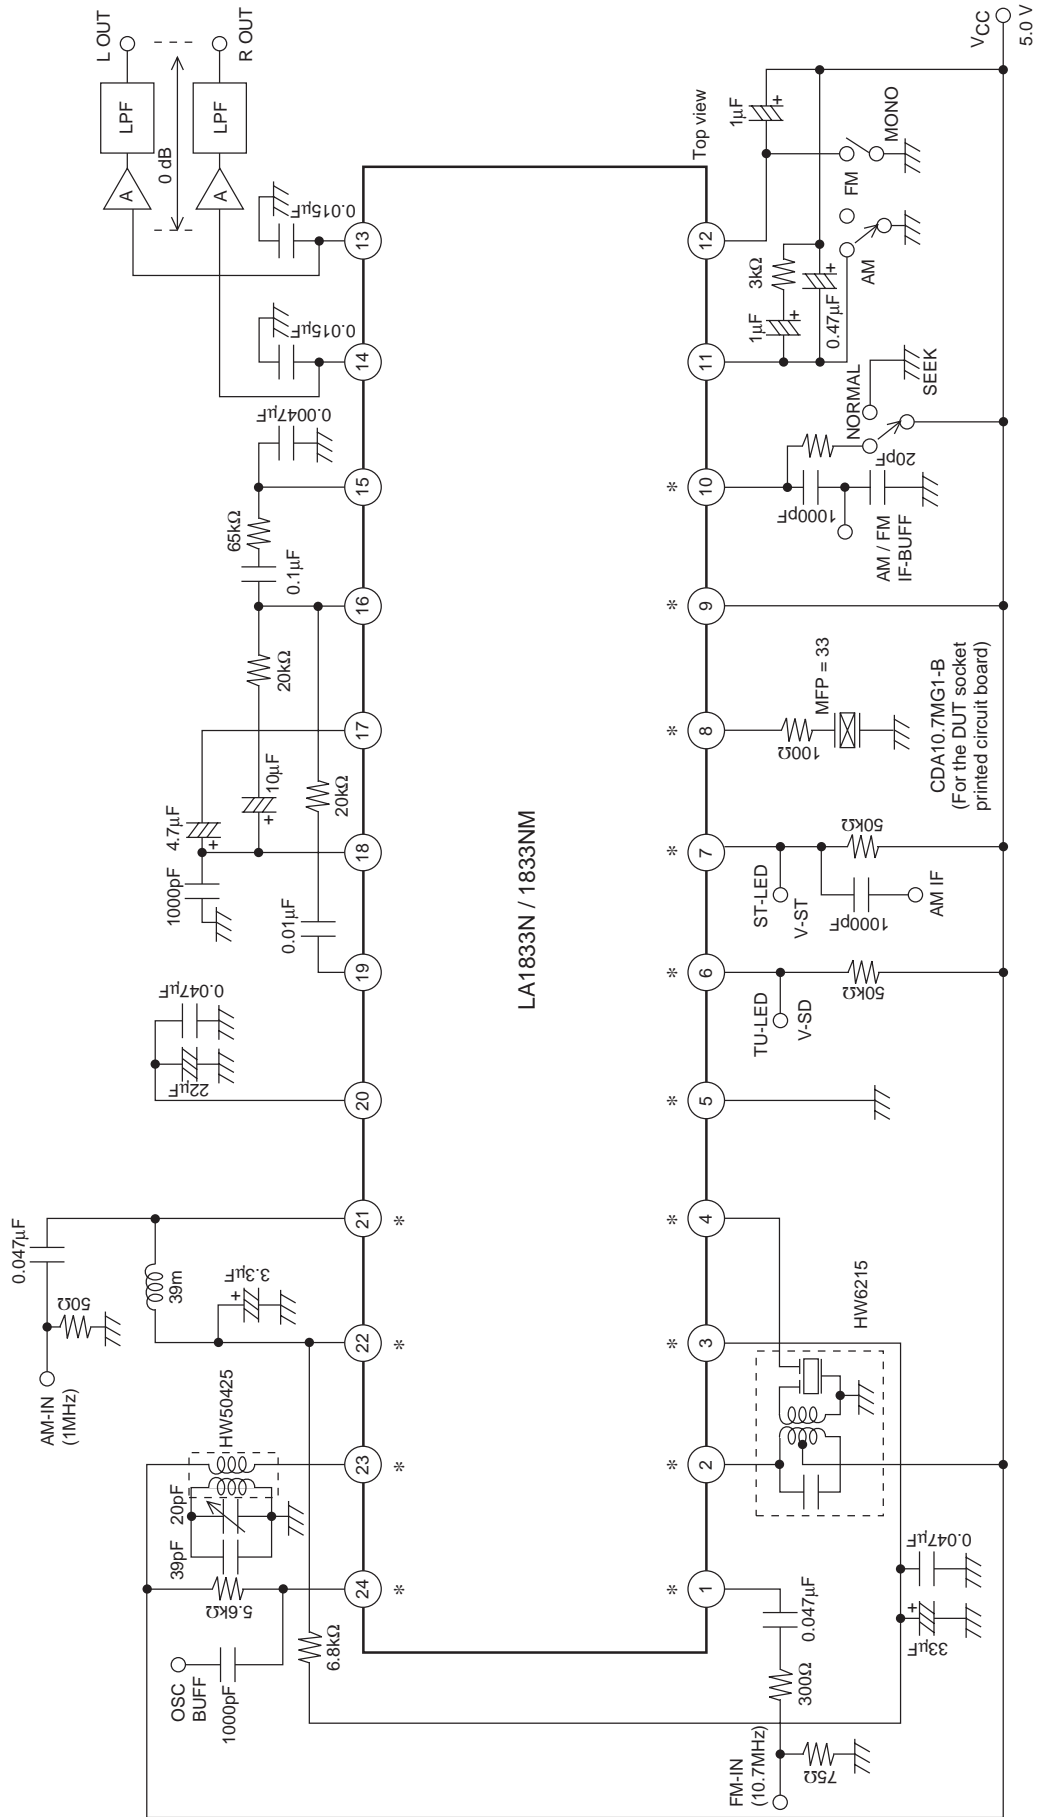 L OUT
R OUT
LPF
LPF
A
A
0 dB
0.015µF
0.015µF
0.0047µF
65kΩ
0.1µF
20kΩ
10µF
4.7µF
1000pF
20kΩ
0.01µF
0.047µF
22µF
0.047µF
39m
50Ω
AM-IN
(1MHz)
3.3µF
HW50425
20pF
39pF
5.6kΩ
OSC
BUFF
1000pF
6.8kΩ
24
*
23
*
22
*
21
*
20
19
18
17
16
15
14
13
LA1833N / 1833NM
Top view
*
1
*
2
*
3
*
4
*
5
*
6
*
7
*
8
*
9
*
10
11
12
FM-IN
(10.7MHz)
75Ω
300Ω
0.047µF
HW6215
33µF
+
0.047µF
TU-LED
V-SD
50kΩ
ST-LED
V-ST
1000pF
AM IF
50kΩ
100Ω
MFP = 33
CDA10.7MG1-B
(For the DUT socket
printed circuit board)
1000pF
AM / FM
IF-BUFF
20pF
NORMAL
SEEK
1µF
+
3kΩ
0.47µF
+
AM
FM
MONO
1µF
+
VCC
5.0 V